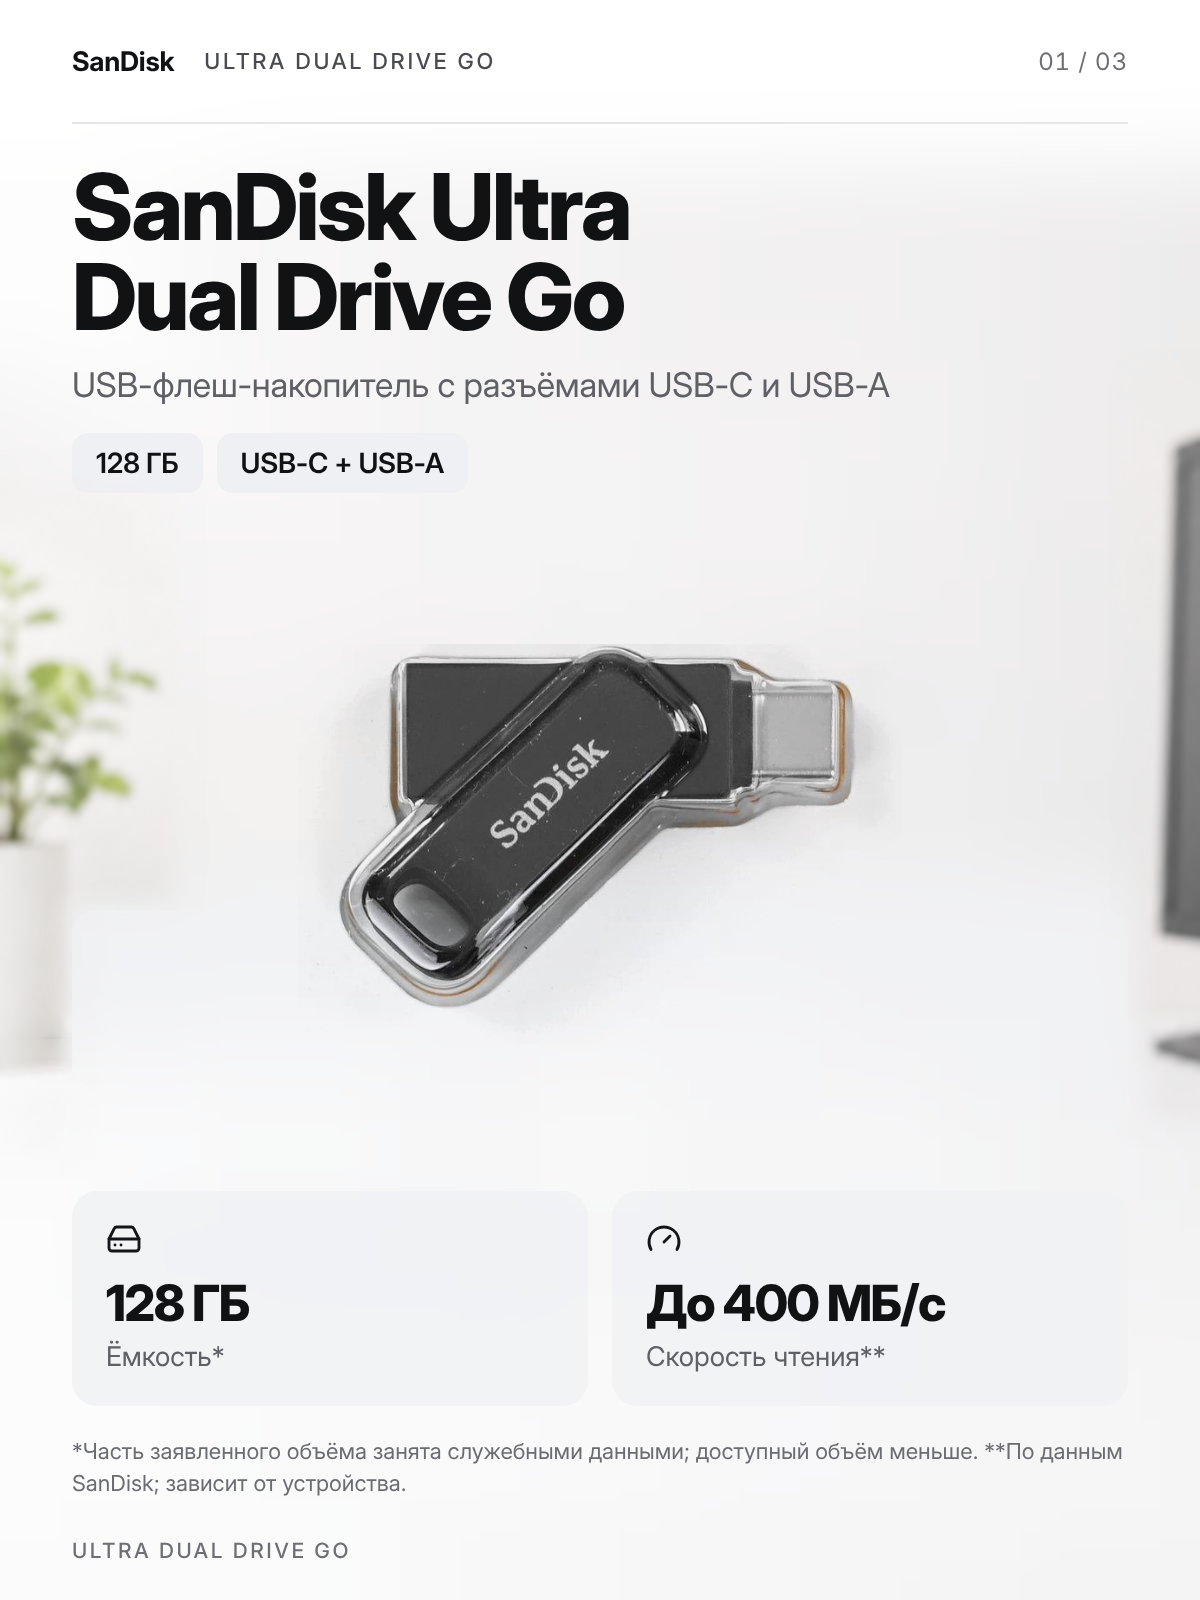 SanDisk ULTRA DUAL DRIVE GO 01 / 03
SanDisk Ultra
Dual Drive Go
USB-флеш-накопитель с разъёмами USB-C и USB-A
128 ГБ USB-C + USB-A
SanDisk
128 ГБ
Ёмкость*
До 400 МБ/с
Скорость чтения**
*Часть заявленного объёма занята служебными данными; доступный объём меньше. **По данным
SanDisk; зависит от устройства.
ULTRA DUAL DRIVE GO